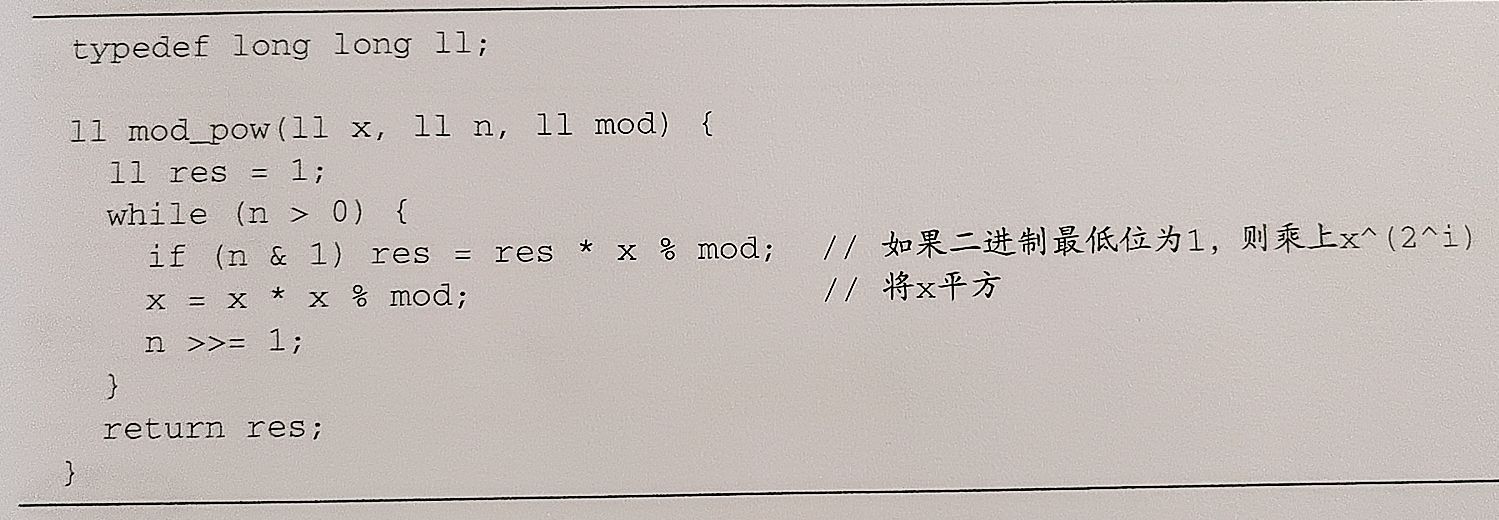 typedef long long ll;
ll mod_pow(ll x, ll n, ll mod) {
ll res = 1;
while (n > 0) {
if (n & 1) res = res * x % mod; // 如果二进制最低位为1，则乘上x^(2^i)
x = x * x % mod; // 将x平方
n >>= 1;
}
return res;
}